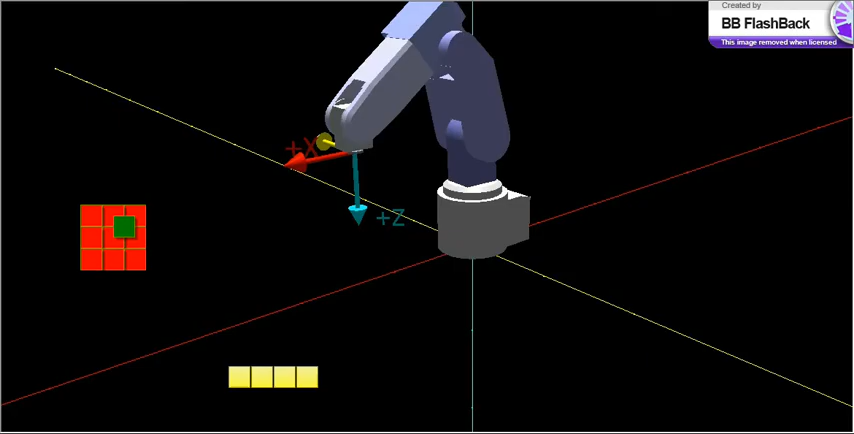 Created by
BB FlashBack
This image removed when licensed
+X
+Z